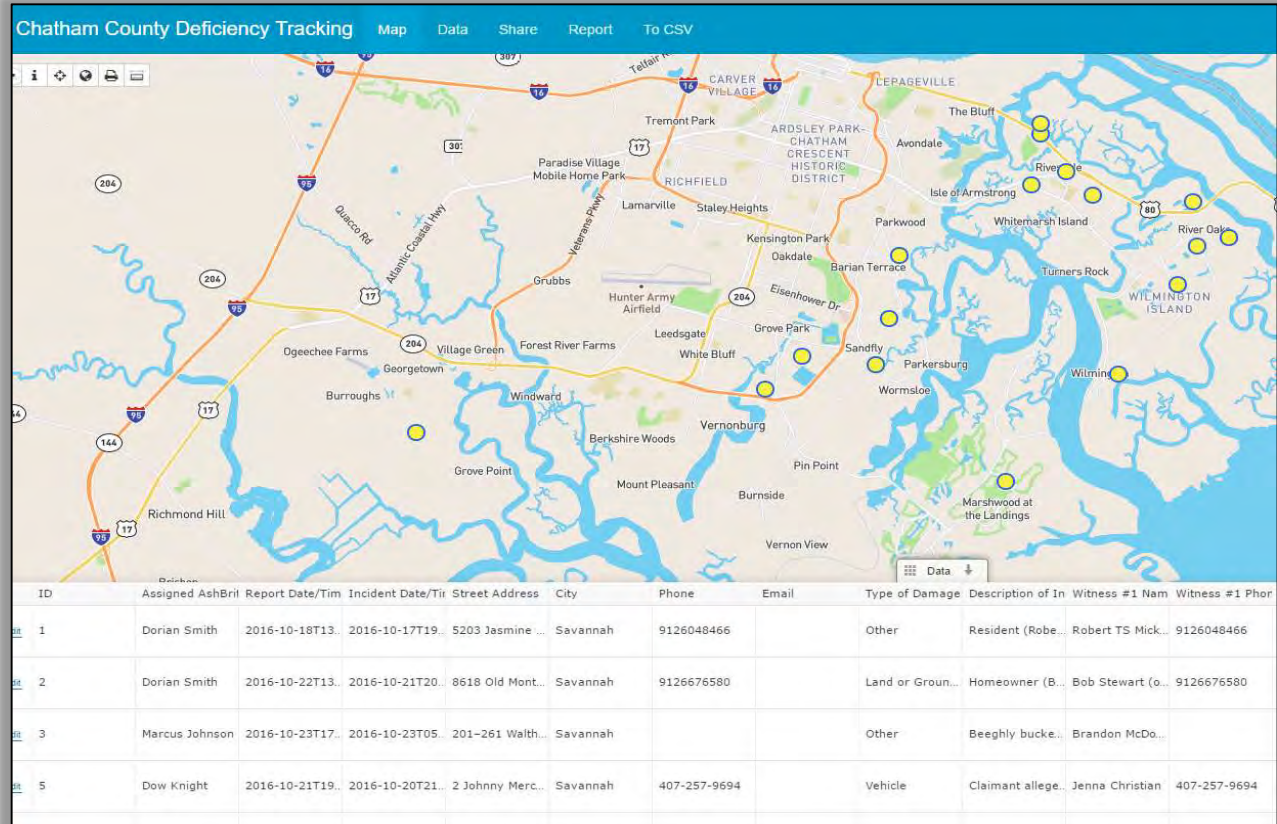 Chatham County Deficiency Tracking Map Data Share Report To CSV
307
Telfair
16
16
CARVER VILLAGE
16
16
LEPAGEVILLE
The Bluff
Tremont Park
17
ARDSLEY PARK-
CHATHAM
CRESCENT
HISTORIC
DISTRICT
Avondale
Paradise Village
Mobile Home Park
RICHFIELD
204
95
Isle of Armstrong
80
Lamarville
Staley Heights
Parkwood
Whitemarsh Island
Quacco Rd
Atlantic Coastal Hwy
Veterans Pkwy
Kensington Park
Oakdale
Barian Terrace
Turners Rock
204
Grubbs
Hunter Army
Airfield
204
Eisenhower Dr
WILMINGTON
ISLAND
95
17
Leedsgate
Grove Park
Ogeechee Farms
204
Village Green
Forest River Farms
White Bluff
Sandfly
Parkersburg
Georgetown
Burroughs
Windward
Wormsloe
95
17
144
Vernonburg
Berkshire Woods
Grove Point
Pin Point
Mount Pleasant
Burnside
Marshwood at
the Landings
Richmond Hill
17
95
Vernon View
Data
ID Assigned AshBrit Report Date/Tim Incident Date/Tir Street Address City Phone Email Type of Damage Description of In Witness #1 Nam Witness #1 Phor
1 Dorian Smith 2016-10-18T13... 2016-10-17T19... 5203 Jasmine ... Savannah 9126048466 Other Resident (Robe... Robert TS Mick... 9126048466
2 Dorian Smith 2016-10-22T13... 2016-10-21T20... 8618 Old Mont... Savannah 9126676580 Land or Groun... Homeowner (B... Bob Stewart (o... 9126676580
3 Marcus Johnson 2016-10-23T17... 2016-10-23T05... 201–261 Walth... Savannah Other Beeghly bucke... Brandon McDo...
5 Dow Knight 2016-10-21T19... 2016-10-20T21... 2 Johnny Merc... Savannah 407-257-9694 Vehicle Claimant allege... Jenna Christian 407-257-9694